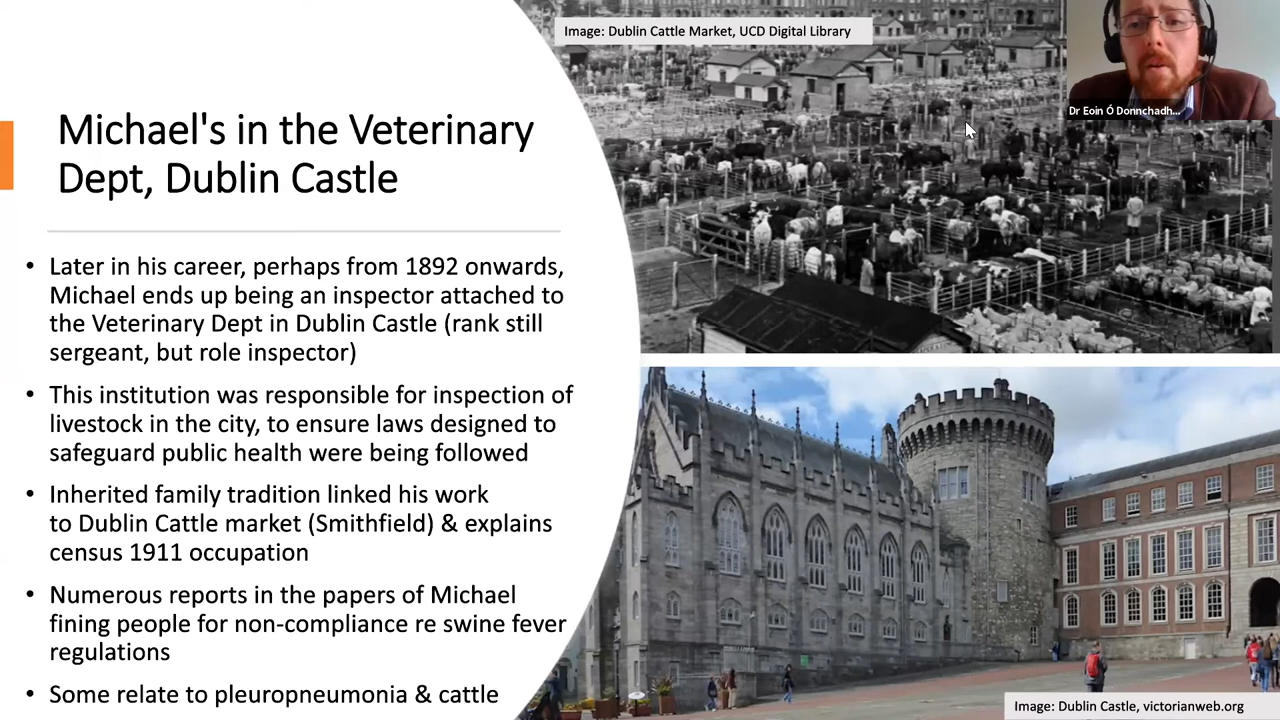 Image: Dublin Cattle Market, UCD Digital Library
Dr Eoin Ó Donnchadh...
Michael's in the Veterinary
Dept, Dublin Castle
• Later in his career, perhaps from 1892 onwards,
Michael ends up being an inspector attached to
the Veterinary Dept in Dublin Castle (rank still
sergeant, but role inspector)
• This institution was responsible for inspection of
livestock in the city, to ensure laws designed to
safeguard public health were being followed
• Inherited family tradition linked his work
to Dublin Cattle market (Smithfield) & explains
census 1911 occupation
• Numerous reports in the papers of Michael
fining people for non-compliance re swine fever
regulations
• Some relate to pleuropneumonia & cattle
Image: Dublin Castle, victorianweb.org